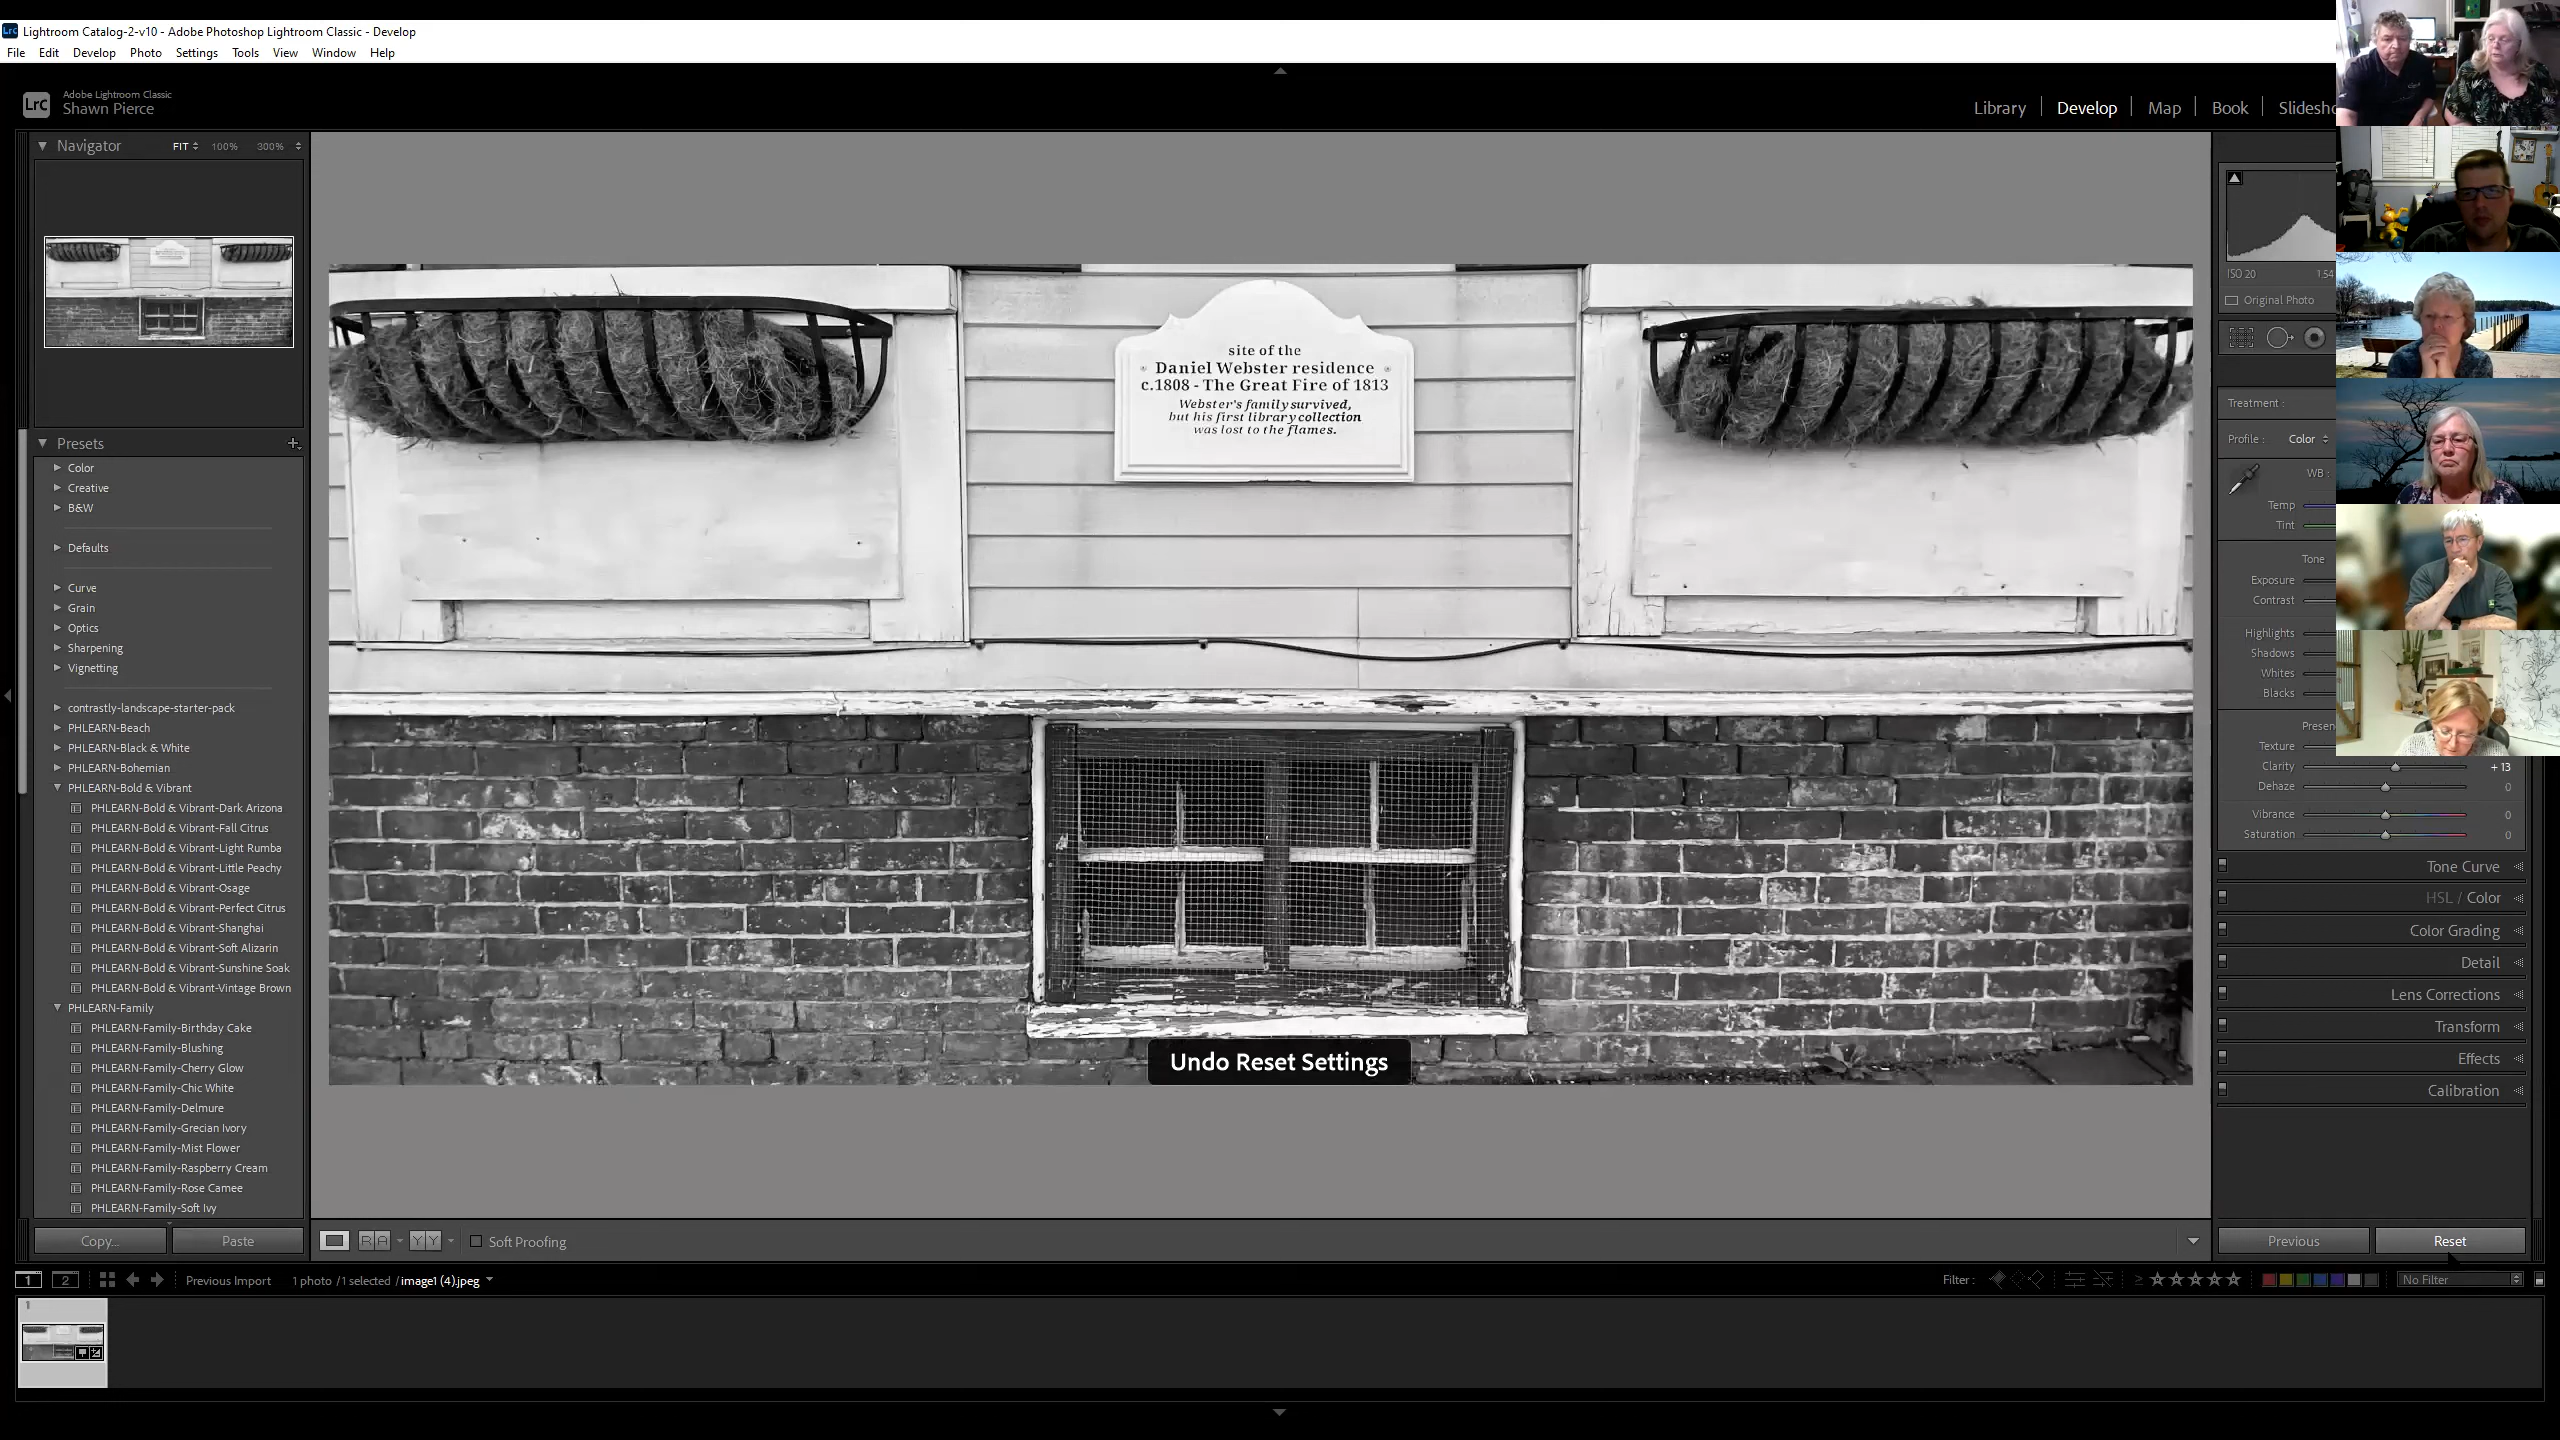 Lightroom Catalog-2-v10 - Adobe Photoshop Lightroom Classic - Develop
File Edit Develop Photo Settings Tools View Window Help
LrC
Adobe Lightroom Classic
Shawn Pierce
Library Develop Map Book
Navigator FIT 100% 300%
Presets
Color
Creative
B&W
Defaults
Curve
Grain
Optics
Sharpening
Vignetting
contrastly-landscape-starter-pack
PHLEARN-Beach
PHLEARN-Black & White
PHLEARN-Bohemian
PHLEARN-Bold & Vibrant
PHLEARN-Bold & Vibrant-Dark Arizona
PHLEARN-Bold & Vibrant-Fall Citrus
PHLEARN-Bold & Vibrant-Light Rumba
PHLEARN-Bold & Vibrant-Little Peachy
PHLEARN-Bold & Vibrant-Osage
PHLEARN-Bold & Vibrant-Perfect Citrus
PHLEARN-Bold & Vibrant-Shanghai
PHLEARN-Bold & Vibrant-Soft Alizarin
PHLEARN-Bold & Vibrant-Sunshine Soak
PHLEARN-Bold & Vibrant-Vintage Brown
PHLEARN-Family
PHLEARN-Family-Birthday Cake
PHLEARN-Family-Blushing
PHLEARN-Family-Cherry Glow
PHLEARN-Family-Chic White
PHLEARN-Family-Delmure
PHLEARN-Family-Grecian Ivory
PHLEARN-Family-Mist Flower
PHLEARN-Family-Raspberry Cream
PHLEARN-Family-Rose Camee
PHLEARN-Family-Soft Ivy
Copy... Paste
site of the
Daniel Webster residence
c.1808 - The Great Fire of 1813
Webster's family survived,
but his first library collection
was lost to the flames.
Undo Reset Settings
Soft Proofing
ISO 20
Original Photo
Treatment :
Profile : Color
WB :
Temp
Tint
Tone
Exposure
Contrast
Highlights
Shadows
Whites
Blacks
Texture
Clarity +13
Dehaze 0
Vibrance 0
Saturation 0
Tone Curve
HSL / Color
Color Grading
Detail
Lens Corrections
Transform
Effects
Calibration
Previous Reset
1 2 Previous Import 1 photo / 1 selected / image1 (4).jpeg Filter : No Filter
1